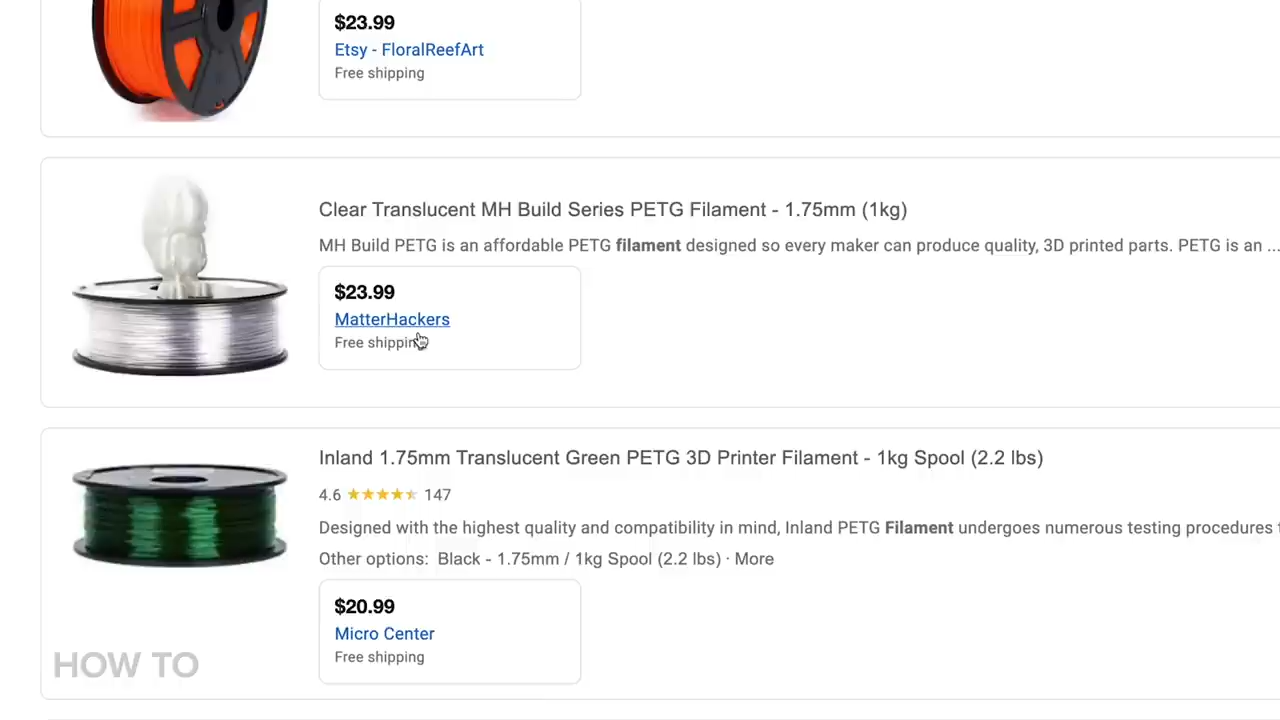 $23.99
Etsy - FloralReefArt
Free shipping
Clear Translucent MH Build Series PETG Filament - 1.75mm (1kg)
MH Build PETG is an affordable PETG filament designed so every maker can produce quality, 3D printed parts. PETG is an ...
$23.99
MatterHackers
Free shipping
Inland 1.75mm Translucent Green PETG 3D Printer Filament - 1kg Spool (2.2 lbs)
4.6 ★★★★★ 147
Designed with the highest quality and compatibility in mind, Inland PETG Filament undergoes numerous testing procedures
Other options: Black - 1.75mm / 1kg Spool (2.2 lbs) · More
$20.99
Micro Center
Free shipping
HOW TO